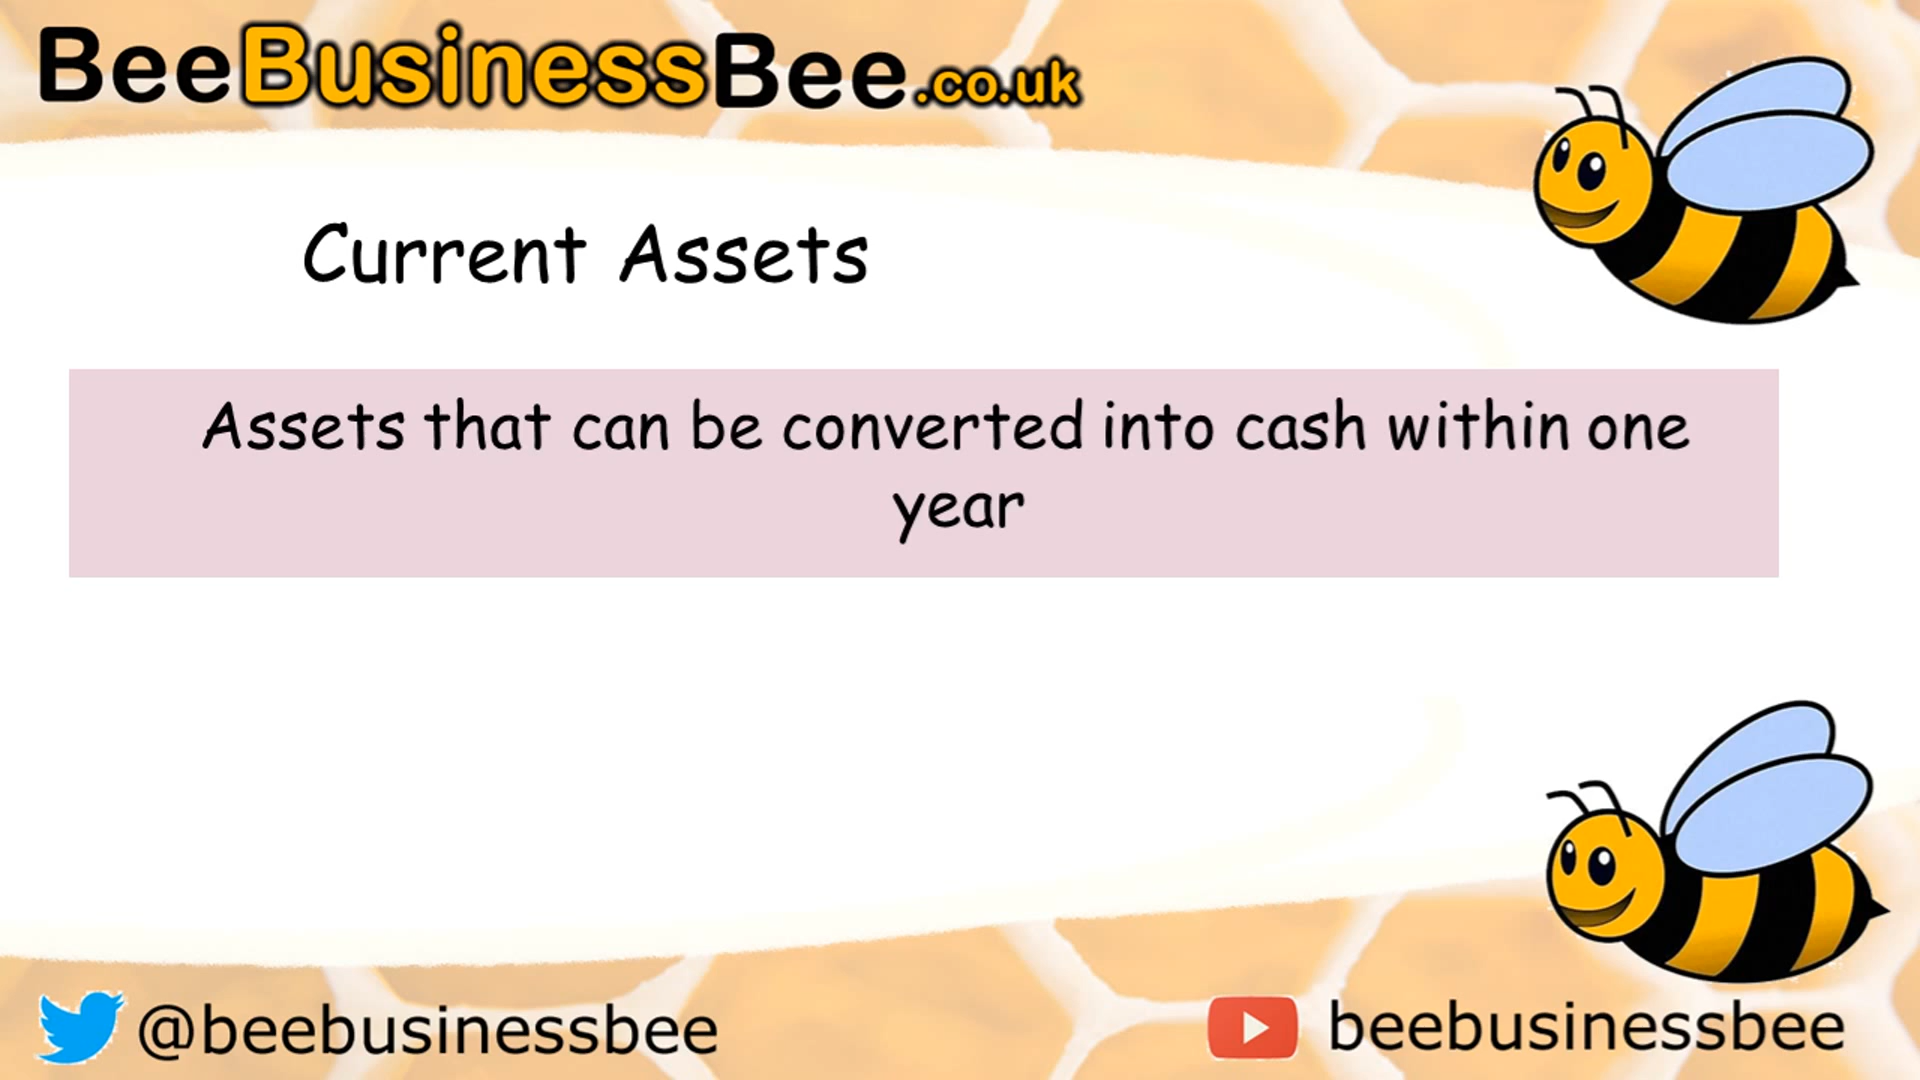 BeeBusinessBee.co.uk
Current Assets
Assets that can be converted into cash within one
year
@beebusinessbee
beebusinessbee